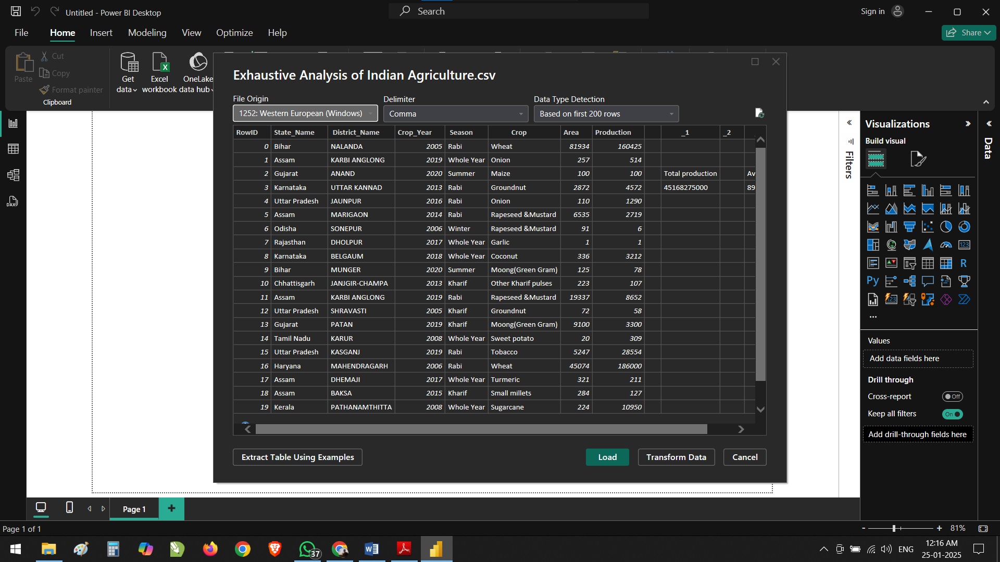 Untitled - Power BI Desktop
Search
Sign in
File Home Insert Modeling View Optimize Help
Share
Paste
Cut
Copy
Format painter
Clipboard
Get data
Excel workbook
OneLake data hub
Exhaustive Analysis of Indian Agriculture.csv
File Origin Delimiter Data Type Detection
1252: Western European (Windows) Comma Based on first 200 rows
RowID State_Name District_Name Crop_Year Season Crop Area Production _1 _2
0 Bihar NALANDA 2005 Rabi Wheat 81934 160425
1 Assam KARBI ANGLONG 2019 Whole Year Onion 257 514
2 Gujarat ANAND 2020 Summer Maize 100 100 Total production Av
3 Karnataka UTTAR KANNAD 2013 Rabi Groundnut 2872 4572 45168275000 89
4 Uttar Pradesh JAUNPUR 2016 Rabi Onion 110 1290
5 Assam MARIGAON 2014 Rabi Rapeseed &Mustard 6535 2719
6 Odisha SONEPUR 2006 Winter Rapeseed &Mustard 91 6
7 Rajasthan DHOLPUR 2017 Whole Year Garlic 1 1
8 Karnataka BELGAUM 2018 Whole Year Coconut 336 3212
9 Bihar MUNGER 2020 Summer Moong(Green Gram) 125 78
10 Chhattisgarh JANJGIR-CHAMPA 2013 Kharif Other Kharif pulses 223 107
11 Assam KARBI ANGLONG 2019 Rabi Rapeseed &Mustard 19337 8652
12 Uttar Pradesh SHRAVASTI 2005 Kharif Groundnut 72 58
13 Gujarat PATAN 2019 Kharif Moong(Green Gram) 9100 3300
14 Tamil Nadu KARUR 2008 Whole Year Sweet potato 20 309
15 Uttar Pradesh KASGANJ 2019 Rabi Tobacco 5247 28554
16 Haryana MAHENDRAGARH 2006 Rabi Wheat 45074 186000
17 Assam DHEMAJI 2017 Whole Year Turmeric 321 211
18 Assam BAKSA 2015 Kharif Small millets 284 127
19 Kerala PATHANAMTHITTA 2008 Whole Year Sugarcane 224 10950
Extract Table Using Examples Load Transform Data Cancel
DAX
Filters
Visualizations
Build visual
123
R
Py
123
...
Values
Add data fields here
Drill through
Cross-report Off
Keep all filters On
Add drill-through fields here
Data
Page 1 +
Page 1 of 1
- + 81%
37
ENG
12:16 AM
25-01-2025